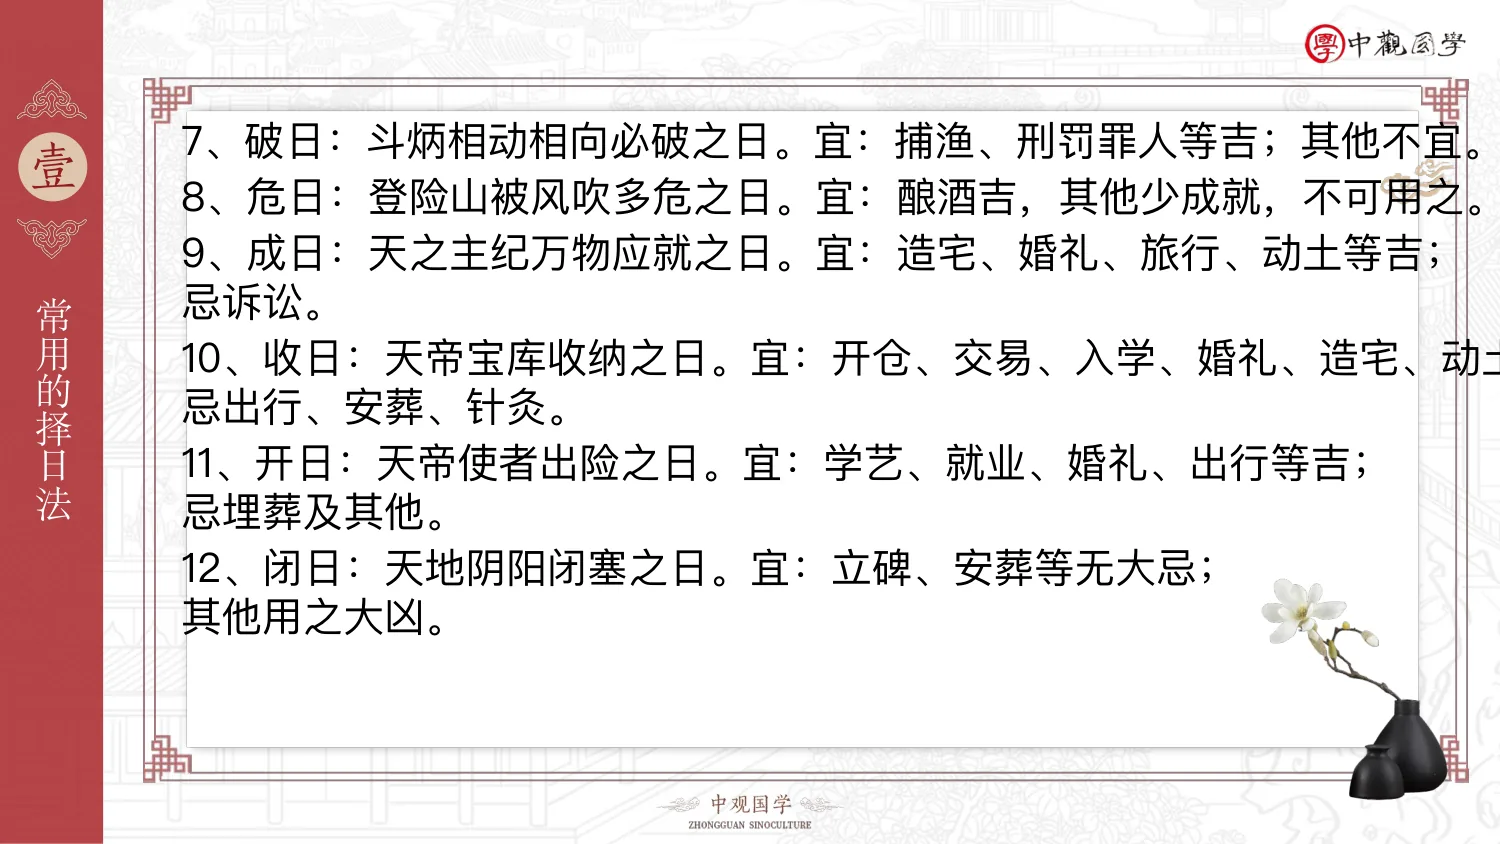 學 中觀国學
壹
常用的择日法
7、破日：斗炳相动相向必破之日。宜：捕渔、刑罚罪人等吉；其他不宜。
8、危日：登险山被风吹多危之日。宜：酿酒吉，其他少成就，不可用之。
9、成日：天之主纪万物应就之日。宜：造宅、婚礼、旅行、动土等吉；
忌诉讼。
10、收日：天帝宝库收纳之日。宜：开仓、交易、入学、婚礼、造宅、动土
忌出行、安葬、针灸。
11、开日：天帝使者出险之日。宜：学艺、就业、婚礼、出行等吉；
忌埋葬及其他。
12、闭日：天地阴阳闭塞之日。宜：立碑、安葬等无大忌；
其他用之大凶。
中观国学
ZHONGGUAN SINOCULTURE